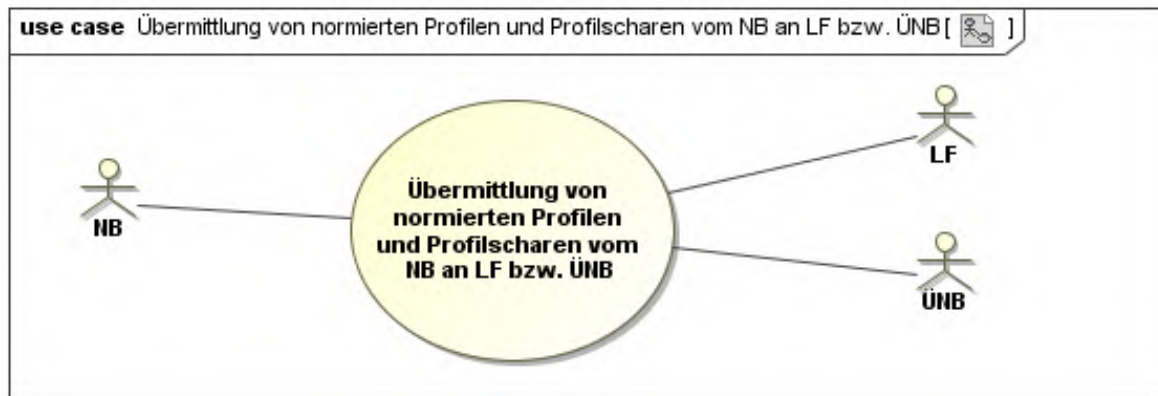 use case Übermittlung von normierten Profilen und Profilscharen vom NB an LF bzw. ÜNB [ ]
LF
NB
Übermittlung von
normierten Profilen
und Profilscharen vom
NB an LF bzw. ÜNB
ÜNB